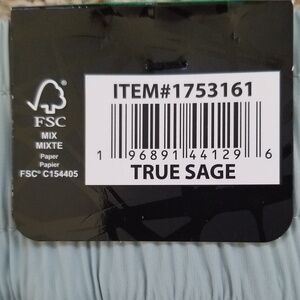 FSC
MIX
MIXTE
Paper
Papier
FSC® C154405
ITEM#1753161
1 96891 44129 6
TRUE SAGE